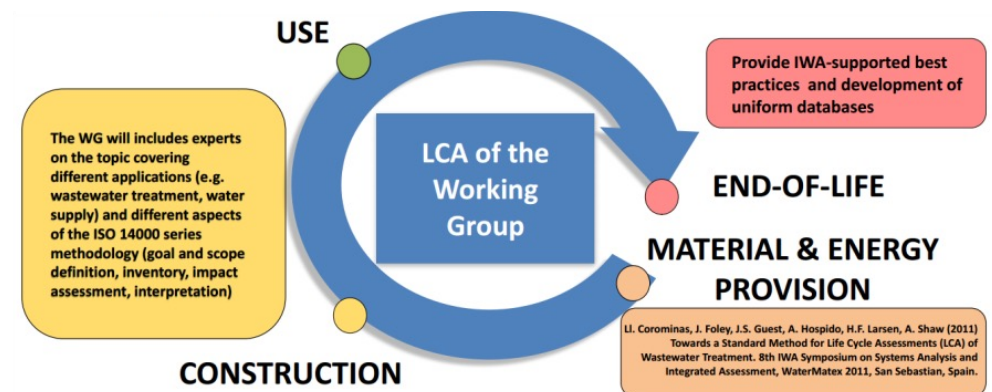 USE
Provide IWA-supported best
practices and development of
uniform databases
The WG will includes experts
on the topic covering
different applications (e.g.
wastewater treatment, water
supply) and different aspects
of the ISO 14000 series
methodology (goal and scope
definition, inventory, impact
assessment, interpretation)
LCA of the
Working
Group
END-OF-LIFE
MATERIAL & ENERGY
PROVISION
Ll. Corominas, J. Foley, J.S. Guest, A. Hospido, H.F. Larsen, A. Shaw (2011)
Towards a Standard Method for Life Cycle Assessments (LCA) of
Wastewater Treatment. 8th IWA Symposium on Systems Analysis and
Integrated Assessment, WaterMatex 2011, San Sebastian, Spain.
CONSTRUCTION